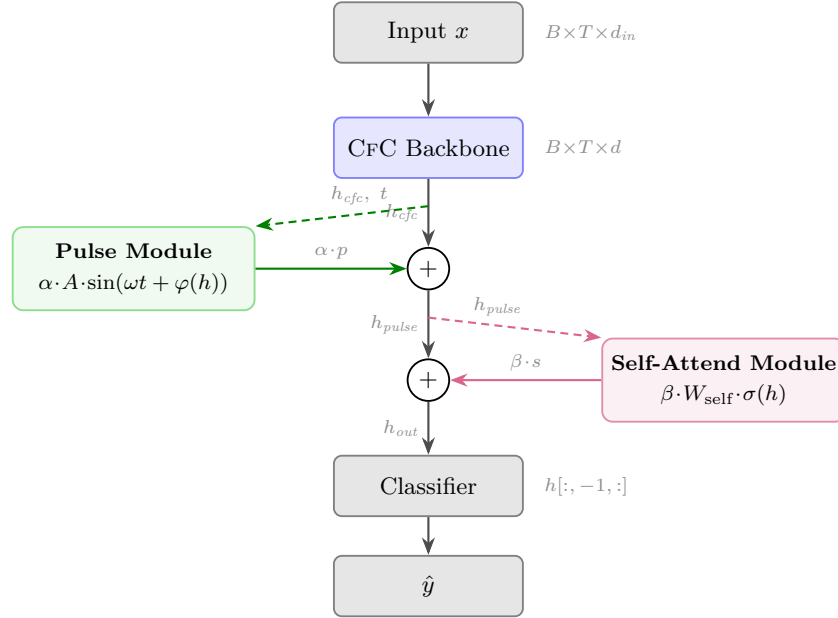 Input x
B×T×d_in
CFC Backbone
B×T×d
h_cfc, t
h_cfc
Pulse Module
α·A·sin(ωt + φ(h))
α·p
+
h_pulse
h_pulse
Self-Attend Module
β·W_self·σ(h)
β·s
+
h_out
Classifier
h[:, −1, :]
ŷ